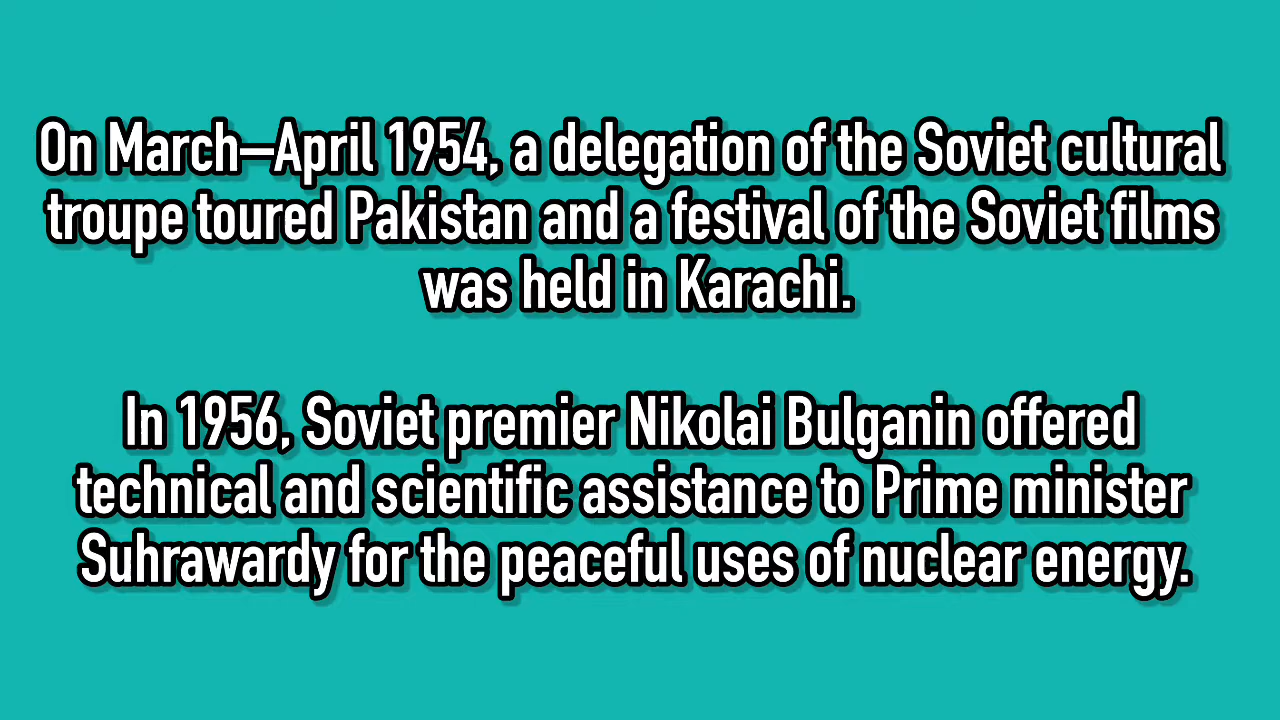 On March–April 1954, a delegation of the Soviet cultural
troupe toured Pakistan and a festival of the Soviet films
was held in Karachi.
In 1956, Soviet premier Nikolai Bulganin offered
technical and scientific assistance to Prime minister
Suhrawardy for the peaceful uses of nuclear energy.